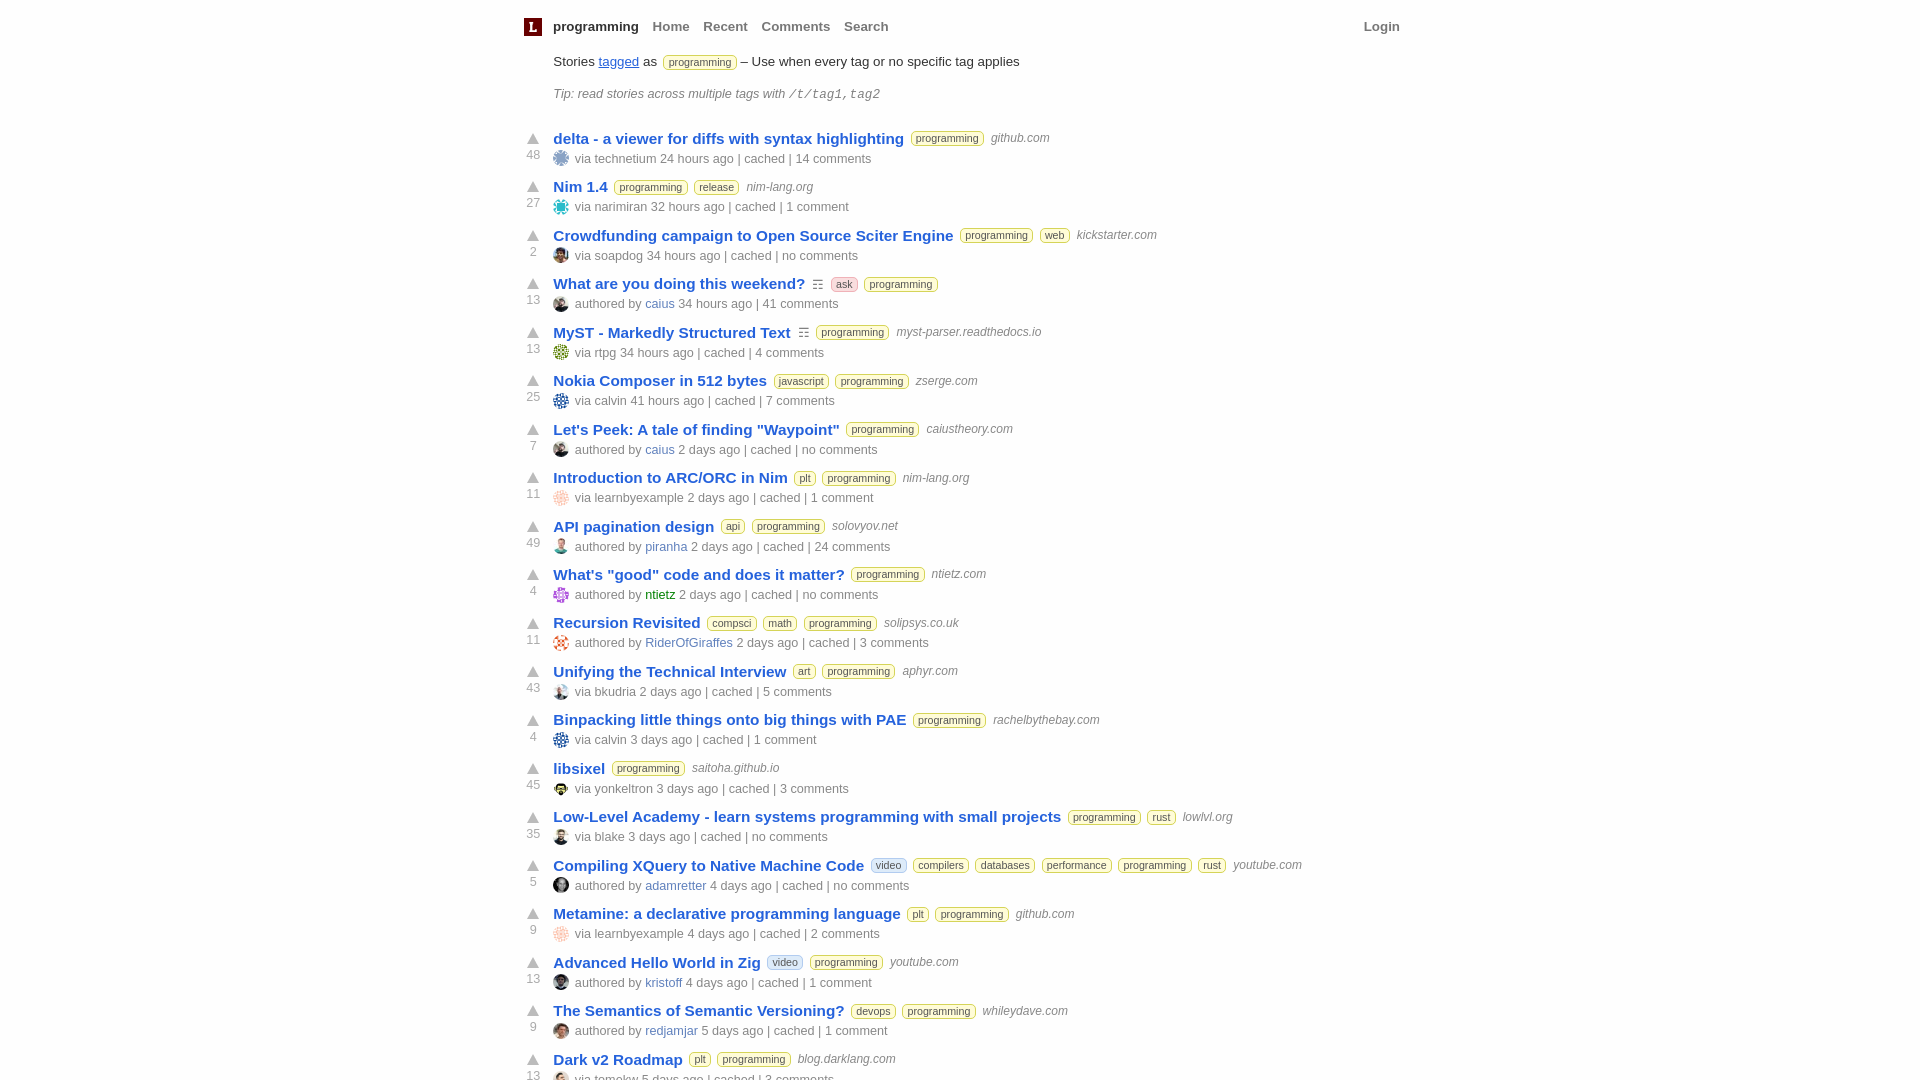 L programming Home Recent Comments Search Login
Stories tagged as programming – Use when every tag or no specific tag applies
Tip: read stories across multiple tags with /t/tag1,tag2
delta - a viewer for diffs with syntax highlighting programming github.com
48 via technetium 24 hours ago | cached | 14 comments
Nim 1.4 programming release nim-lang.org
27 via narimiran 32 hours ago | cached | 1 comment
Crowdfunding campaign to Open Source Sciter Engine programming web kickstarter.com
2 via soapdog 34 hours ago | cached | no comments
What are you doing this weekend? ☶ ask programming
13 authored by caius 34 hours ago | 41 comments
MyST - Markedly Structured Text ☶ programming myst-parser.readthedocs.io
13 via rtpg 34 hours ago | cached | 4 comments
Nokia Composer in 512 bytes javascript programming zserge.com
25 via calvin 41 hours ago | cached | 7 comments
Let's Peek: A tale of finding "Waypoint" programming caiustheory.com
7 authored by caius 2 days ago | cached | no comments
Introduction to ARC/ORC in Nim plt programming nim-lang.org
11 via learnbyexample 2 days ago | cached | 1 comment
API pagination design api programming solovyov.net
49 authored by piranha 2 days ago | cached | 24 comments
What's "good" code and does it matter? programming ntietz.com
4 authored by ntietz 2 days ago | cached | no comments
Recursion Revisited compsci math programming solipsys.co.uk
11 authored by RiderOfGiraffes 2 days ago | cached | 3 comments
Unifying the Technical Interview art programming aphyr.com
43 via bkudria 2 days ago | cached | 5 comments
Binpacking little things onto big things with PAE programming rachelbythebay.com
4 via calvin 3 days ago | cached | 1 comment
libsixel programming saitoha.github.io
45 via yonkeltron 3 days ago | cached | 3 comments
Low-Level Academy - learn systems programming with small projects programming rust lowlvl.org
35 via blake 3 days ago | cached | no comments
Compiling XQuery to Native Machine Code video compilers databases performance programming rust youtube.com
5 authored by adamretter 4 days ago | cached | no comments
Metamine: a declarative programming language plt programming github.com
9 via learnbyexample 4 days ago | cached | 2 comments
Advanced Hello World in Zig video programming youtube.com
13 authored by kristoff 4 days ago | cached | 1 comment
The Semantics of Semantic Versioning? devops programming whileydave.com
9 authored by redjamjar 5 days ago | cached | 1 comment
Dark v2 Roadmap plt programming blog.darklang.com
13 via tomekw 5 days ago | cached | 3 comments